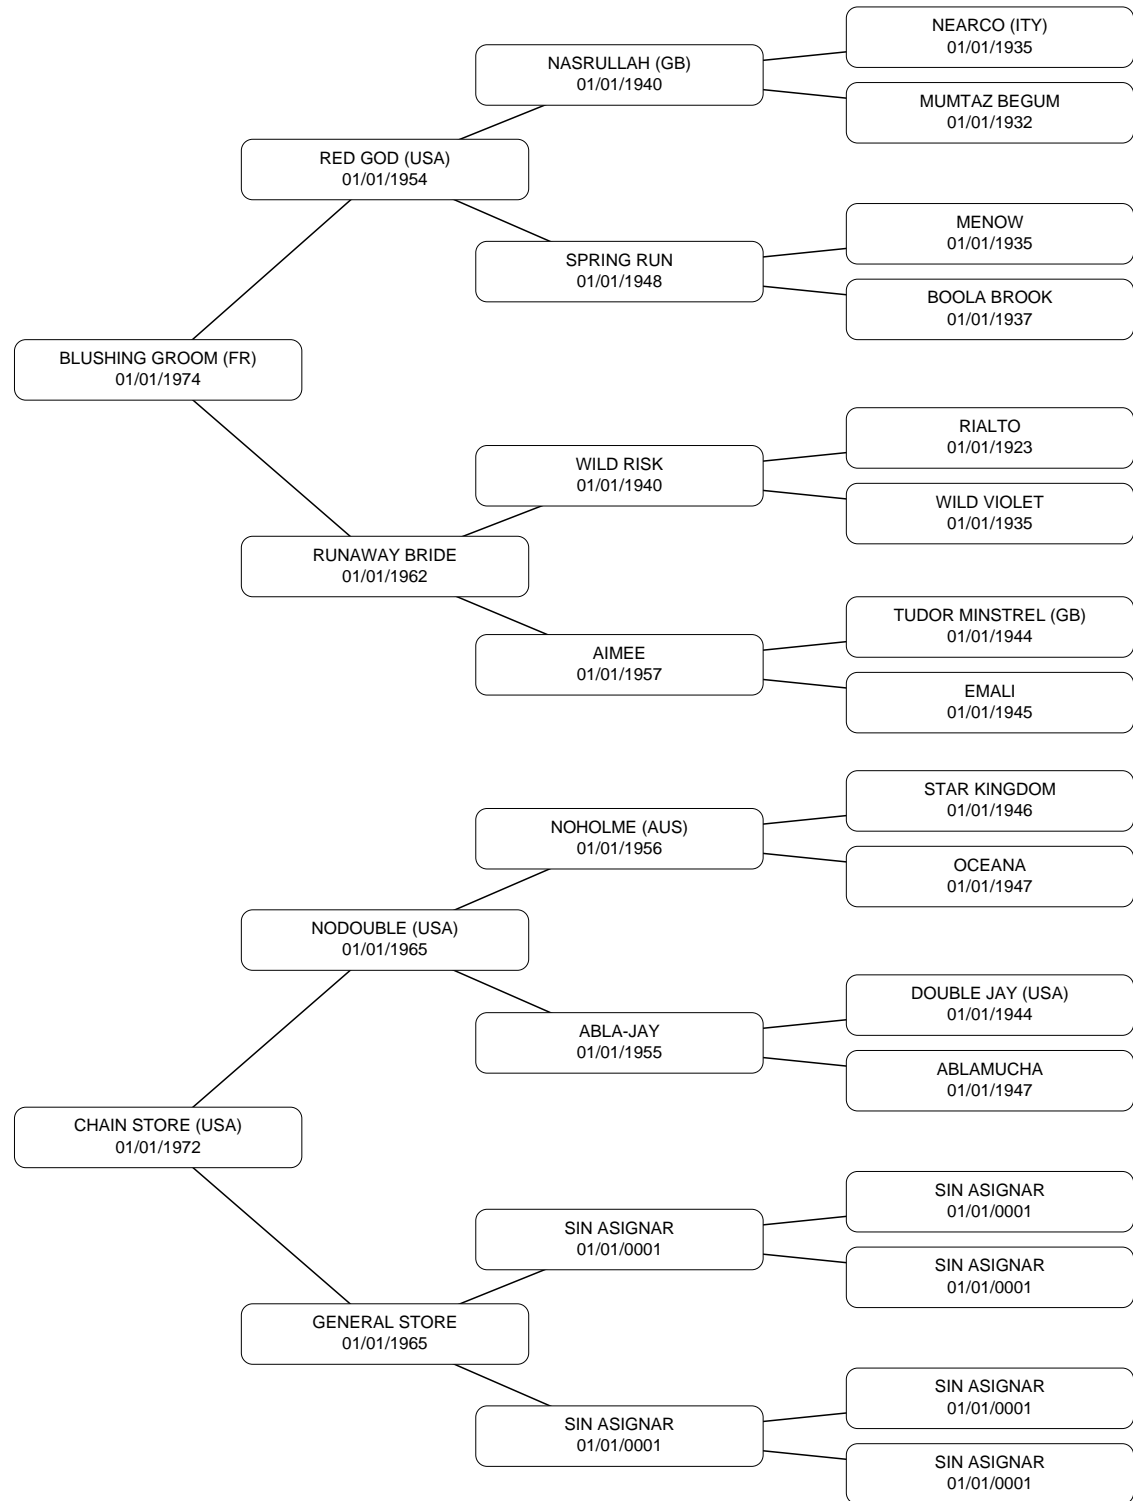 NEARCO (ITY)
01/01/1935
NASRULLAH (GB)
01/01/1940
MUMTAZ BEGUM
01/01/1932
RED GOD (USA)
01/01/1954
MENOW
01/01/1935
SPRING RUN
01/01/1948
BOOLA BROOK
01/01/1937
BLUSHING GROOM (FR)
01/01/1974
RIALTO
01/01/1923
WILD RISK
01/01/1940
WILD VIOLET
01/01/1935
RUNAWAY BRIDE
01/01/1962
TUDOR MINSTREL (GB)
01/01/1944
AIMEE
01/01/1957
EMALI
01/01/1945
STAR KINGDOM
01/01/1946
NOHOLME (AUS)
01/01/1956
OCEANA
01/01/1947
NODOUBLE (USA)
01/01/1965
DOUBLE JAY (USA)
01/01/1944
ABLA-JAY
01/01/1955
ABLAMUCHA
01/01/1947
CHAIN STORE (USA)
01/01/1972
SIN ASIGNAR
01/01/0001
SIN ASIGNAR
01/01/0001
SIN ASIGNAR
01/01/0001
GENERAL STORE
01/01/1965
SIN ASIGNAR
01/01/0001
SIN ASIGNAR
01/01/0001
SIN ASIGNAR
01/01/0001